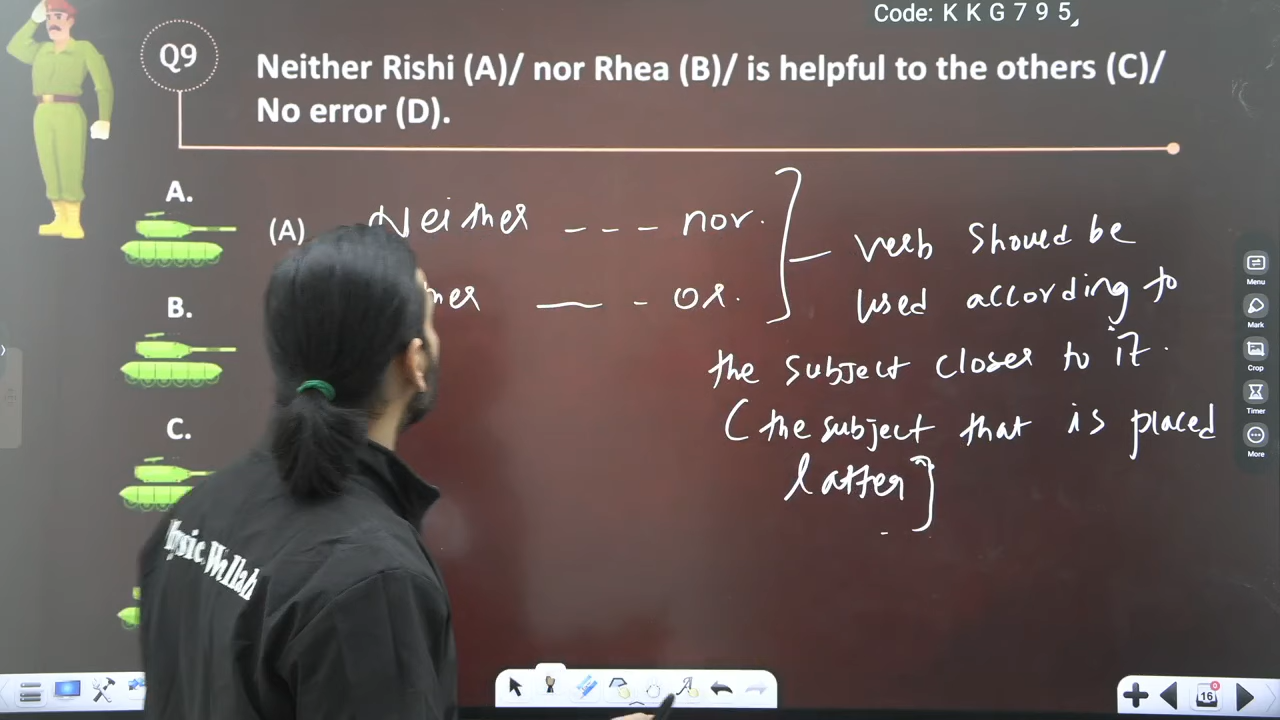 Code: K K G 7 9 5
Q9
Neither Rishi (A)/ nor Rhea (B)/ is helpful to the others (C)/
No error (D).
A.
(A)
Neither - - - nor.
verb should be
B.
or.
used according to
the subject closer to it.
C.
(the subject that is placed
latter]
Wallah
Menu
Mark
Crop
Timer
More
16